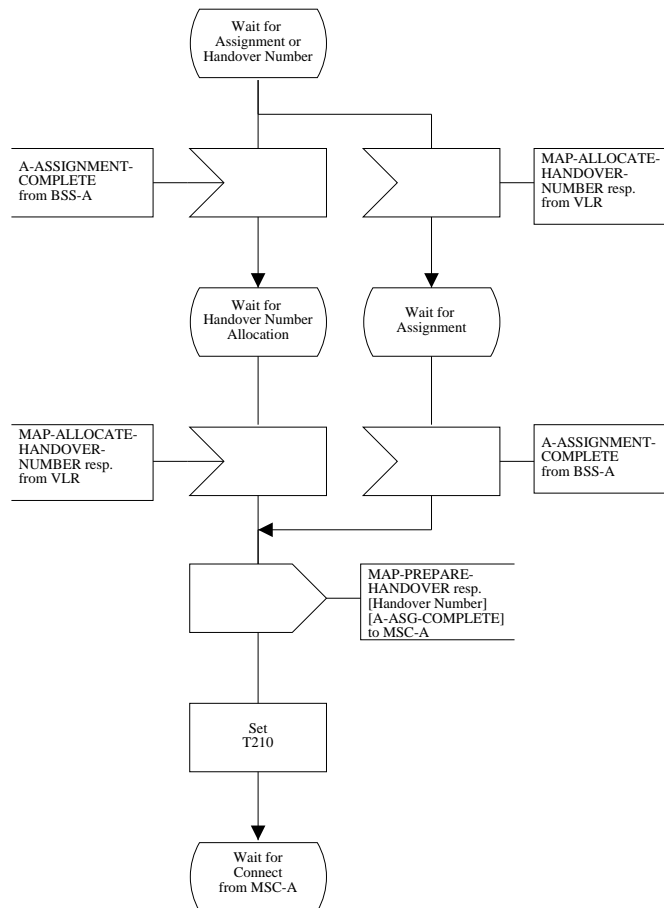 Wait for
Assignment or
Handover Number
A-ASSIGNMENT-
COMPLETE
from BSS-A
MAP-ALLOCATE-
HANDOVER-
NUMBER resp.
from VLR
Wait for
Handover Number
Allocation
Wait for
Assignment
MAP-ALLOCATE-
HANDOVER-
NUMBER resp.
from VLR
A-ASSIGNMENT-
COMPLETE
from BSS-A
MAP-PREPARE-
HANDOVER resp.
[Handover Number]
[A-ASG-COMPLETE]
to MSC-A
Set
T210
Wait for
Connect
from MSC-A